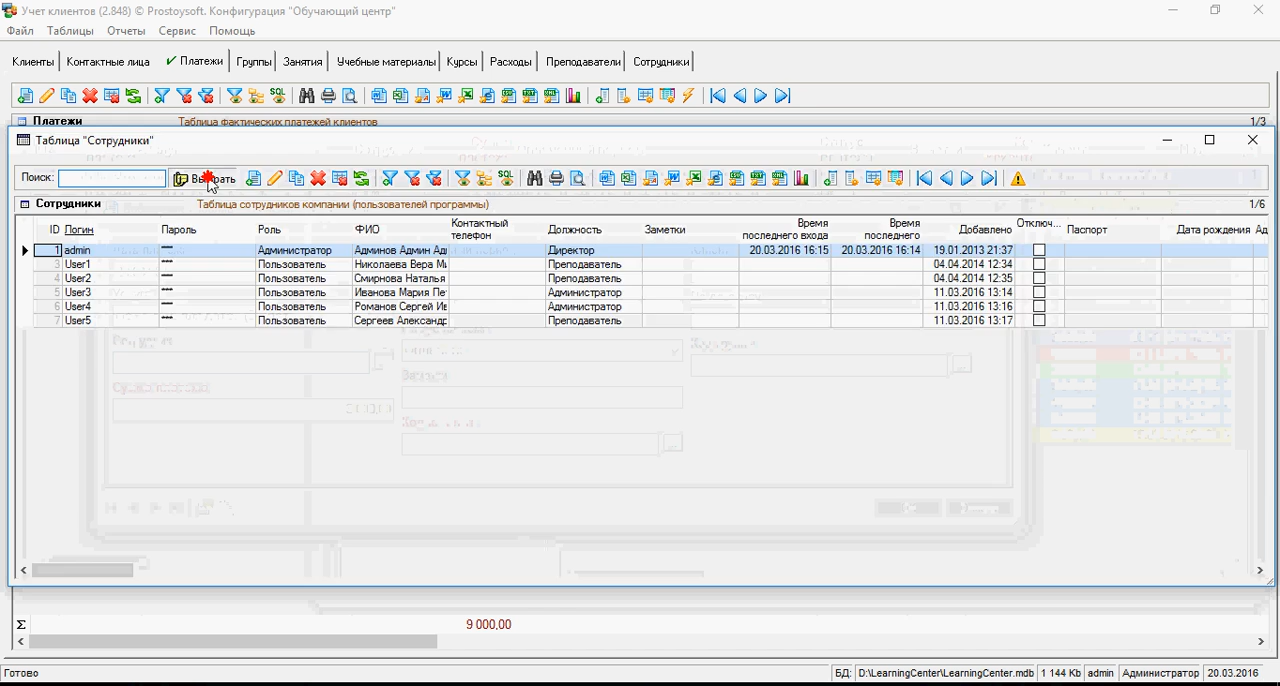 Учет клиентов (2.848) © Prostoysoft. Конфигурация "Обучающий центр"
Файл Таблицы Отчеты Сервис Помощь
Клиенты Контактные лица Платежи Группы Занятия Учебные материалы Курсы Расходы Преподаватели Сотрудники
SQL
Платежи Таблица фактических платежей клиентов 1/3
Таблица "Сотрудники"
Поиск: SQL
Сотрудники Таблица сотрудников компании (пользователей программы) 1/6
ID Логин Пароль Роль ФИО Контактный телефон Должность Заметки Время последнего входа Время последнего Добавлено Отключ... Паспорт Дата рождения Ад
1 admin *** Администратор Админов Админ Ад Директор 20.03.2016 16:15 20.03.2016 16:14 19.01.2013 21:37
3 User1 *** Пользователь Николаева Вера М Преподаватель 04.04.2014 12:34
4 User2 *** Пользователь Смирнова Наталья Преподаватель 04.04.2014 12:35
5 User3 *** Пользователь Иванова Мария Пе Администратор 11.03.2016 13:14
6 User4 *** Пользователь Романов Сергей Иг Администратор 11.03.2016 13:16
7 User5 *** Пользователь Сергеев Александр Преподаватель 11.03.2016 13:17
Σ 9 000,00
Готово БД: D:\LearningCenter\LearningCenter.mdb 1 144 Kb admin Администратор 20.03.2016